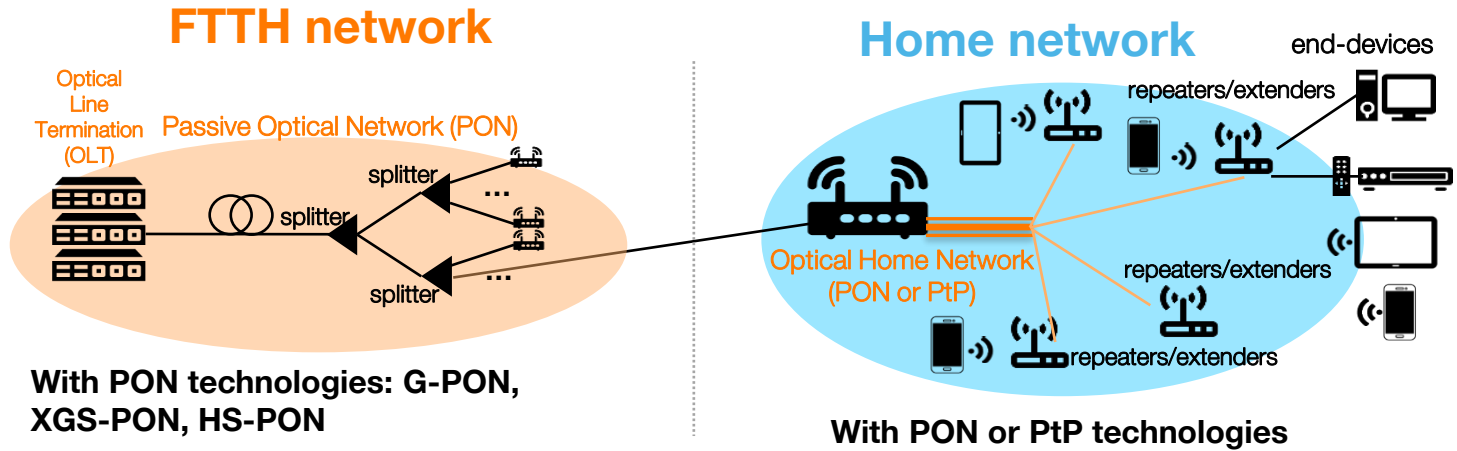 FTTH network
Optical
Line
Termination
(OLT)
Passive Optical Network (PON)
splitter
splitter
splitter
...
...
With PON technologies: G-PON,
XGS-PON, HS-PON
Home network
end-devices
repeaters/extenders
Optical Home Network
(PON or PtP)
repeaters/extenders
repeaters/extenders
With PON or PtP technologies